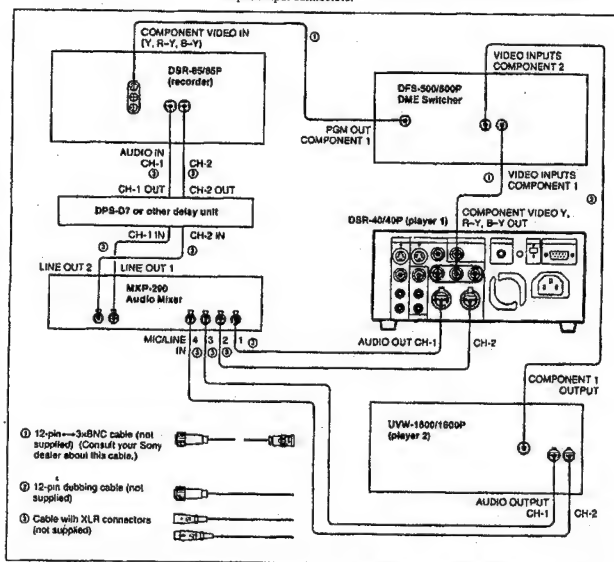 COMPONENT VIDEO IN
(Y, R–Y, B–Y)
①
DSR-85/85P
(recorder)
VIDEO INPUTS
COMPONENT 2
DFS-500/500P
DME Switcher
PGM OUT
COMPONENT 1
AUDIO IN
CH-1
CH-2
③
③
CH-1 OUT
CH-2 OUT
①
VIDEO INPUTS
COMPONENT 1
DPS-D7 or other delay unit
DSR-40/40P (player 1)
COMPONENT VIDEO Y,
R–Y, B–Y OUT
③
CH-1 IN
CH-2 IN
③
LINE OUT 2
LINE OUT 1
MXP-290
Audio Mixer
MIC/LINE
IN
4
3
2
1
③
③
③
AUDIO OUT CH-1
CH-2
COMPONENT 1
OUTPUT
UVW-1600/1600P
(player 2)
① 12-pin ↔ 3xBNC cable (not
supplied) (Consult your Sony
dealer about this cable.)
② 12-pin dubbing cable (not
supplied)
③ Cable with XLR connectors
(not supplied)
AUDIO OUTPUT
CH-1
CH-2